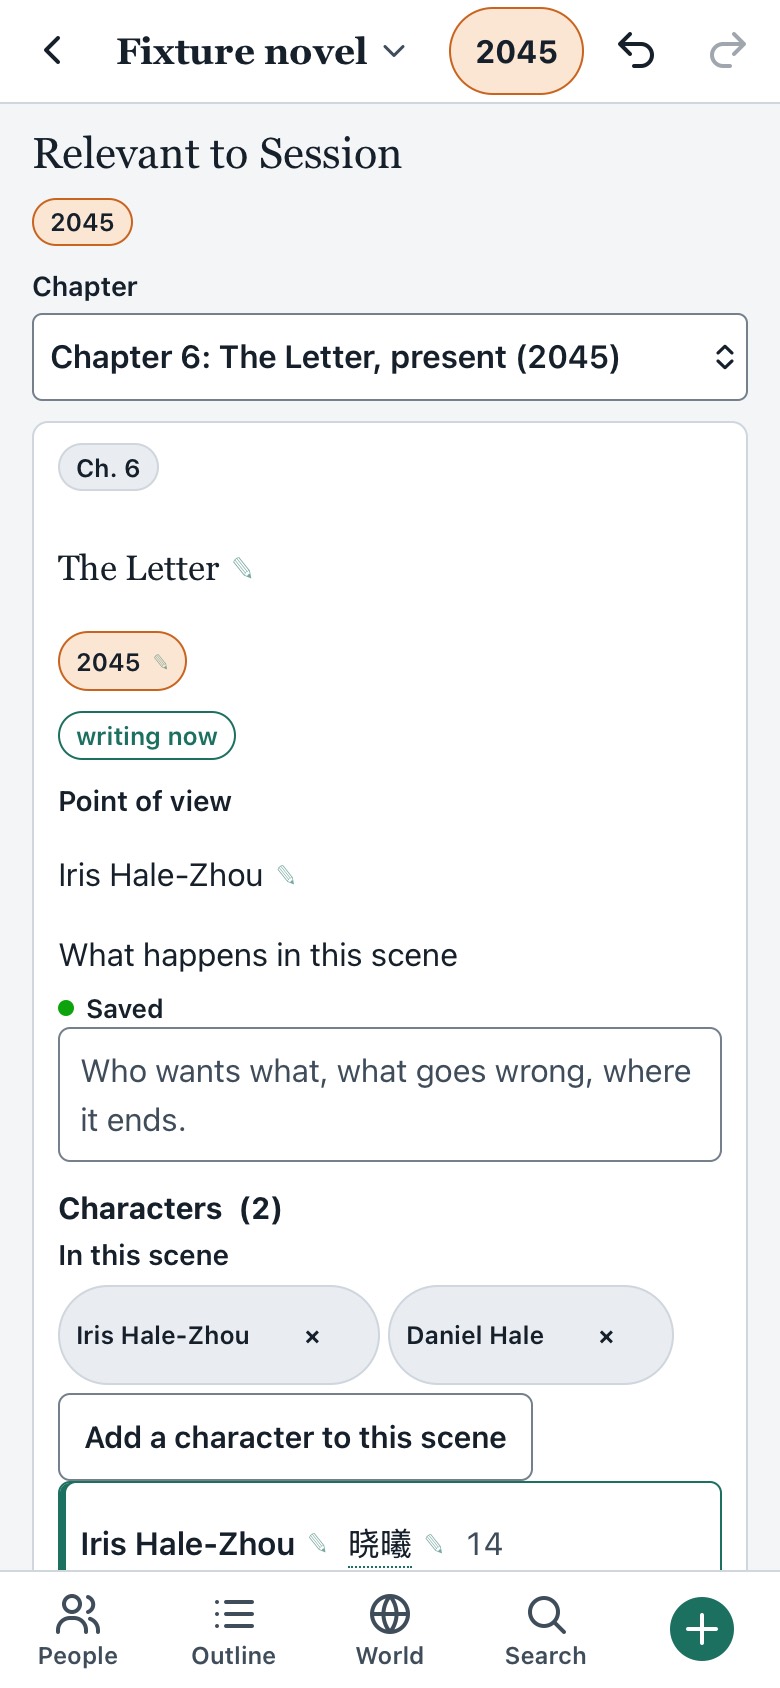 Fixture novel
2045
Relevant to Session
2045
Chapter
Chapter 6: The Letter, present (2045)
Ch. 6
The Letter
2045
writing now
Point of view
Iris Hale-Zhou
What happens in this scene
Saved
Who wants what, what goes wrong, where
it ends.
Characters (2)
In this scene
Iris Hale-Zhou ×
Daniel Hale ×
Add a character to this scene
Iris Hale-Zhou 晓曦 14
People
Outline
World
Search